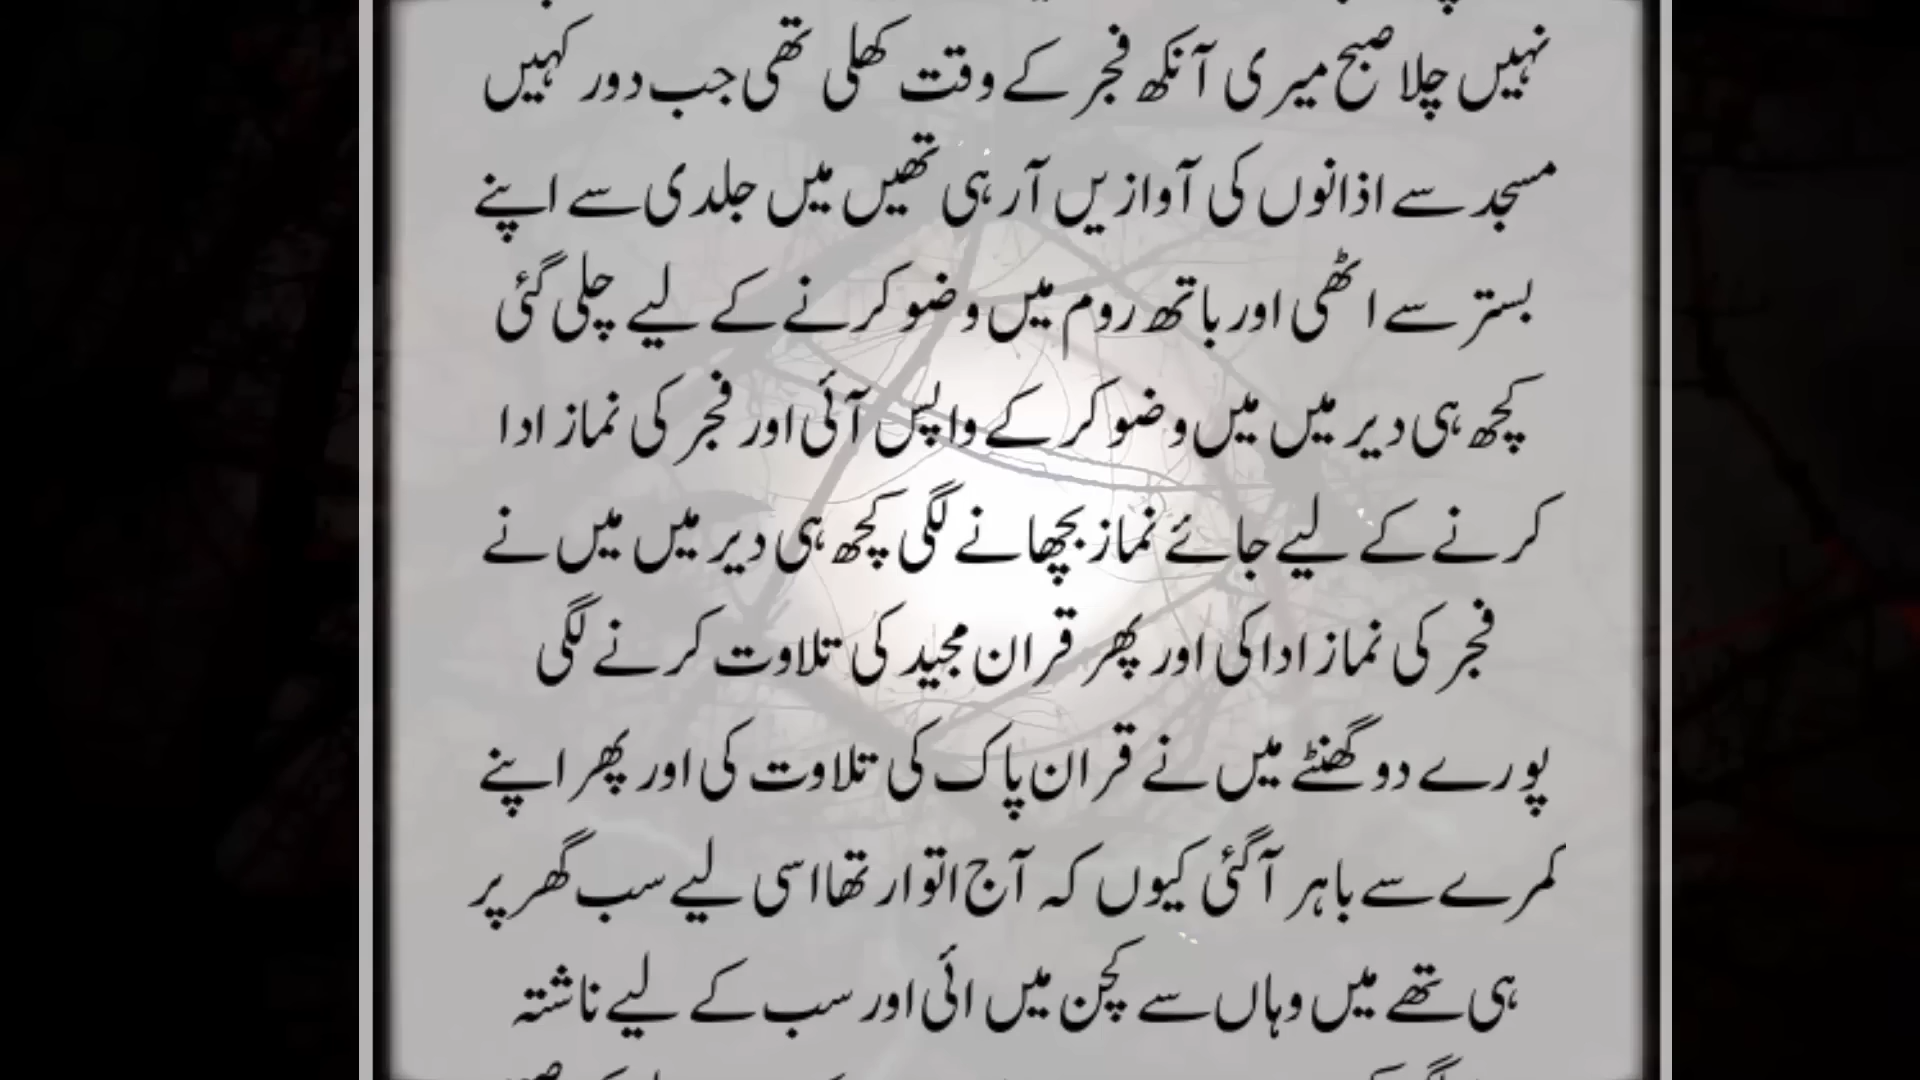 نہیں چلا صبح میری آنکھ فجر کے وقت کھلی تھی جب دور کہیں
مسجد سے اذانوں کی آوازیں آرہی تھیں میں جلدی سے اپنے
بستر سے اٹھی اور باتھ روم میں وضو کرنے کے لیے چلی گئی
کچھ ہی دیر میں میں وضو کر کے واپس آئی اور فجر کی نماز ادا
کرنے کے لیے جائے نماز بچھانے لگی کچھ ہی دیر میں میں نے
فجر کی نماز ادا کی اور پھر قران مجید کی تلاوت کرنے لگی
پورے دو گھنٹے میں نے قران پاک کی تلاوت کی اور پھر اپنے
کمرے سے باہر آگئی کیوں کہ آج اتوار تھا اسی لیے سب گھر پر
ہی تھے میں وہاں سے کچن میں ائی اور سب کے لیے ناشتہ